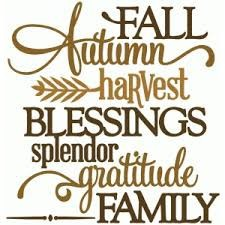 FALL
Autumn
harvest
BLESSINGS
splendor
gratitude
FAMILY